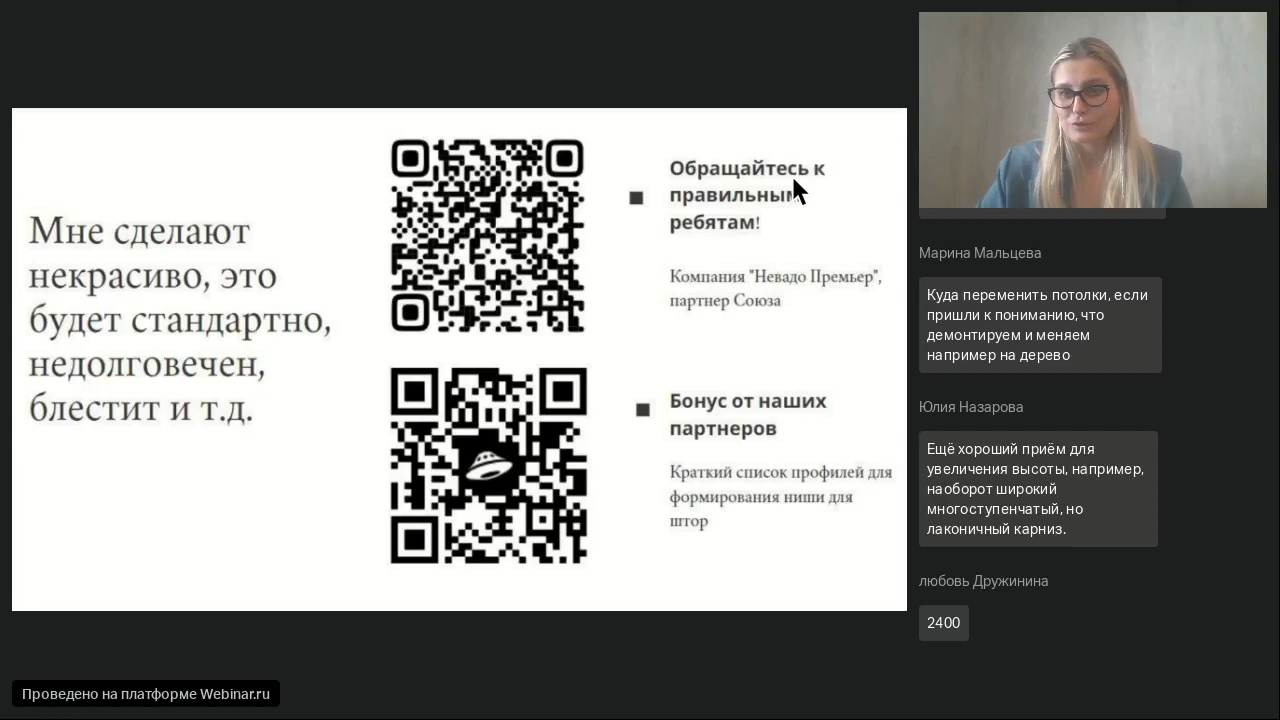 Мне сделают
некрасиво, это
будет стандартно,
недолговечен,
блестит и т.д.
Обращайтесь к
правильным
ребятам!
Компания "Невадо Премьер",
партнер Союза
Бонус от наших
партнеров
Краткий список профилей для
формирования ниши для
штор
Марина Мальцева
Куда переменить потолки, если
пришли к пониманию, что
демонтируем и меняем
например на дерево
Юлия Назарова
Ещё хороший приём для
увеличения высоты, например,
наоборот широкий
многоступенчатый, но
лаконичный карниз.
любовь Дружинина
2400
Проведено на платформе Webinar.ru